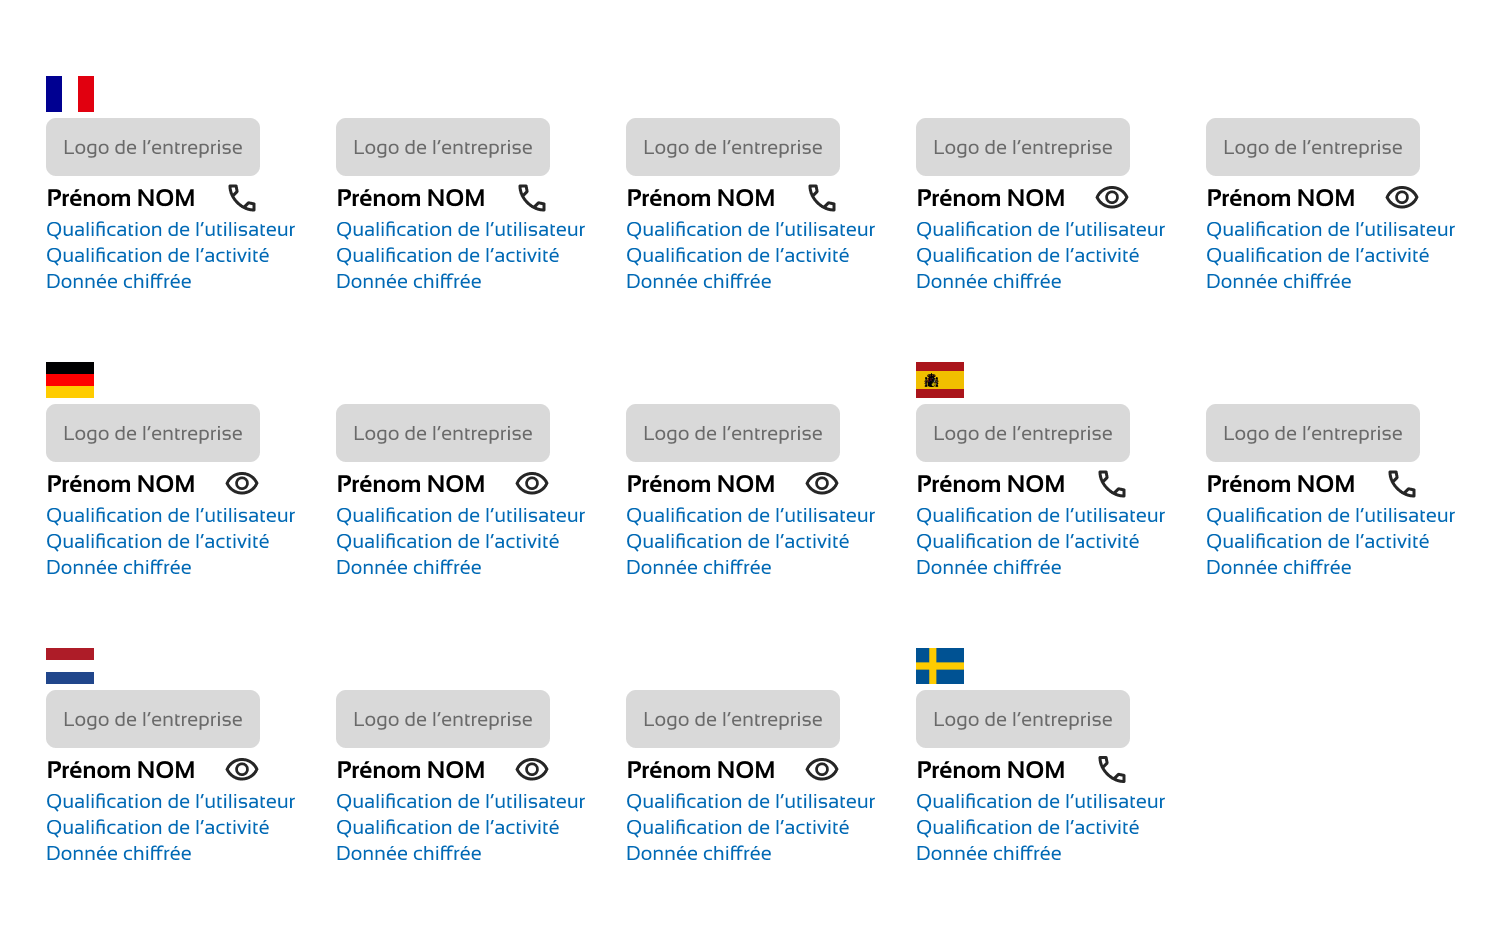 Logo de l’entreprise Logo de l’entreprise Logo de l’entreprise Logo de l’entreprise Logo de l’entreprise
Prénom NOM Prénom NOM Prénom NOM Prénom NOM Prénom NOM
Qualification de l’utilisateur Qualification de l’utilisateur Qualification de l’utilisateur Qualification de l’utilisateur Qualification de l’utilisateur
Qualification de l’activité Qualification de l’activité Qualification de l’activité Qualification de l’activité Qualification de l’activité
Donnée chiffrée Donnée chiffrée Donnée chiffrée Donnée chiffrée Donnée chiffrée
Logo de l’entreprise Logo de l’entreprise Logo de l’entreprise Logo de l’entreprise Logo de l’entreprise
Prénom NOM Prénom NOM Prénom NOM Prénom NOM Prénom NOM
Qualification de l’utilisateur Qualification de l’utilisateur Qualification de l’utilisateur Qualification de l’utilisateur Qualification de l’utilisateur
Qualification de l’activité Qualification de l’activité Qualification de l’activité Qualification de l’activité Qualification de l’activité
Donnée chiffrée Donnée chiffrée Donnée chiffrée Donnée chiffrée Donnée chiffrée
Logo de l’entreprise Logo de l’entreprise Logo de l’entreprise Logo de l’entreprise
Prénom NOM Prénom NOM Prénom NOM Prénom NOM
Qualification de l’utilisateur Qualification de l’utilisateur Qualification de l’utilisateur Qualification de l’utilisateur
Qualification de l’activité Qualification de l’activité Qualification de l’activité Qualification de l’activité
Donnée chiffrée Donnée chiffrée Donnée chiffrée Donnée chiffrée